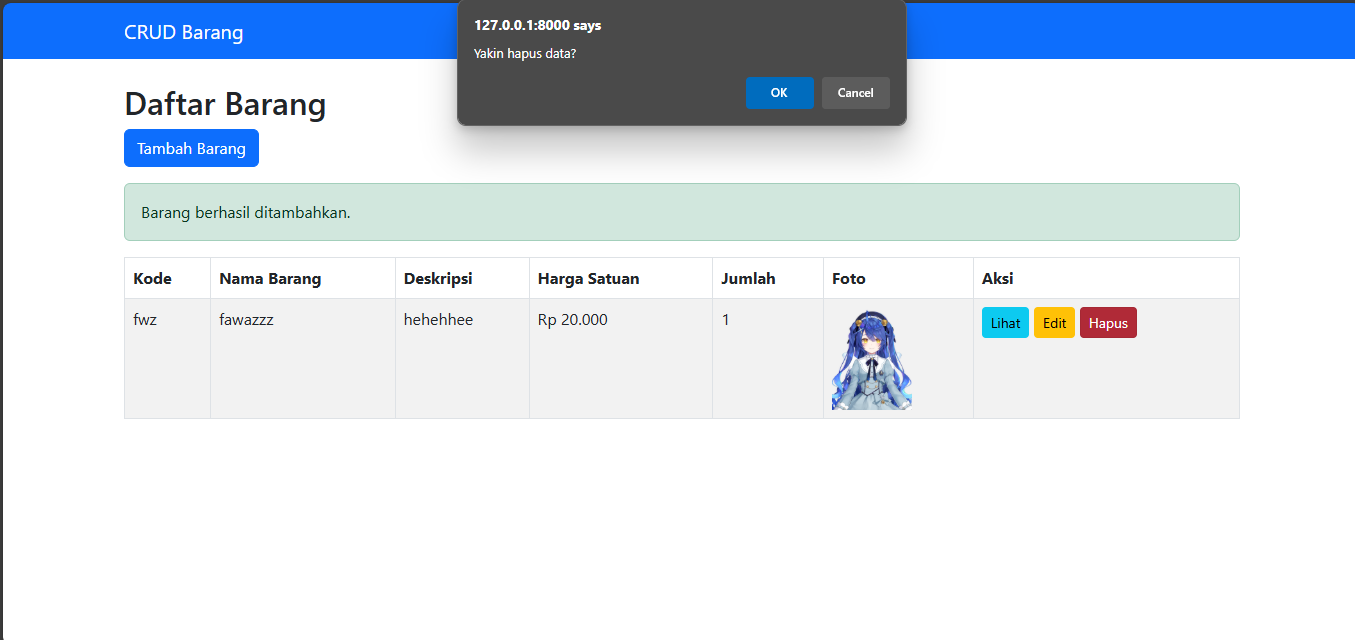 CRUD Barang
127.0.0.1:8000 says
Yakin hapus data?
OK Cancel
Daftar Barang
Tambah Barang
Barang berhasil ditambahkan.
Kode Nama Barang Deskripsi Harga Satuan Jumlah Foto Aksi
fwz fawazzz hehehhee Rp 20.000 1 Lihat Edit Hapus